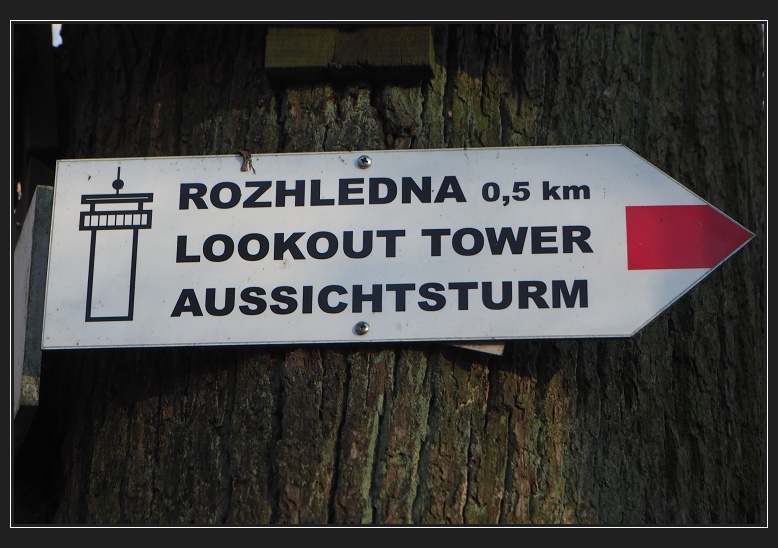 ROZHLEDNA 0,5 km
LOOKOUT TOWER
AUSSICHTSTURM